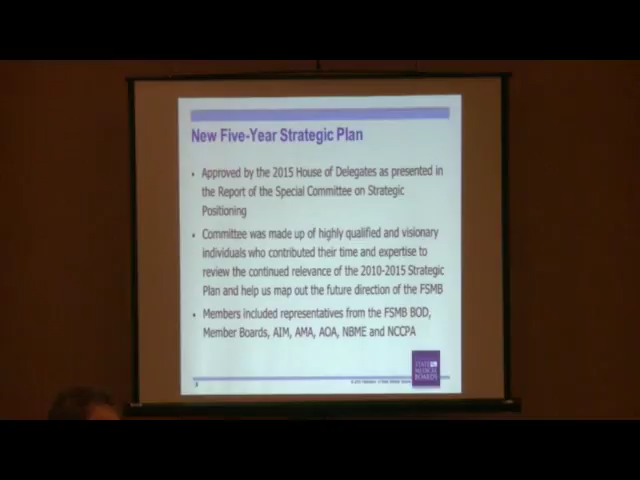 New Five-Year Strategic Plan
• Approved by the 2015 House of Delegates as presented in
the Report of the Special Committee on Strategic
Positioning
• Committee was made up of highly qualified and visionary
individuals who contributed their time and expertise to
review the continued relevance of the 2010-2015 Strategic
Plan and help us map out the future direction of the FSMB
• Members included representatives from the FSMB BOD,
Member Boards, AIM, AMA, AOA, NBME and NCCPA
STATE
MEDICAL
BOARDS